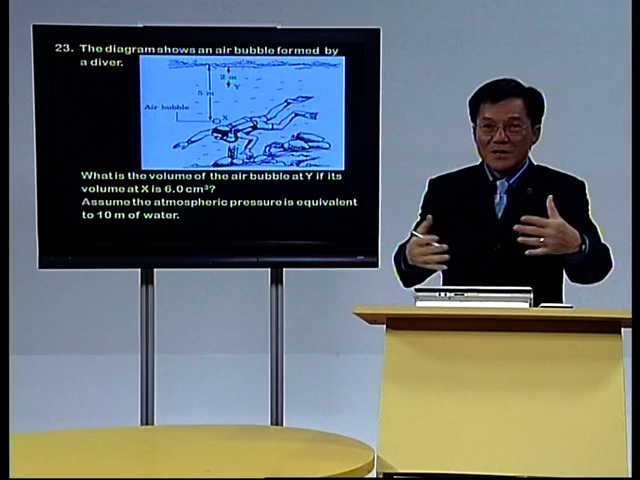 23. The diagram shows an air bubble formed by
a diver.
2 m
Y
5 m
Air bubble
X
What is the volume of the air bubble at Y if its
volume at X is 6.0 cm³?
Assume the atmospheric pressure is equivalent
to 10 m of water.